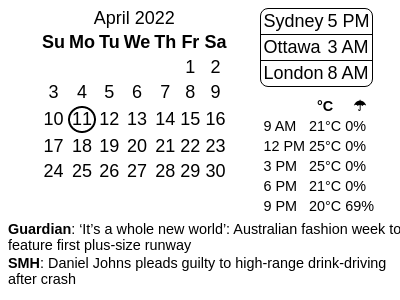 April 2022
Su Mo Tu We Th Fr Sa
1 2
3 4 5 6 7 8 9
10 11 12 13 14 15 16
17 18 19 20 21 22 23
24 25 26 27 28 29 30
Sydney 5 PM
Ottawa 3 AM
London 8 AM
°C ☂
9 AM 21°C 0%
12 PM 25°C 0%
3 PM 25°C 0%
6 PM 21°C 0%
9 PM 20°C 69%
Guardian: ‘It’s a whole new world’: Australian fashion week to
feature first plus-size runway
SMH: Daniel Johns pleads guilty to high-range drink-driving
after crash